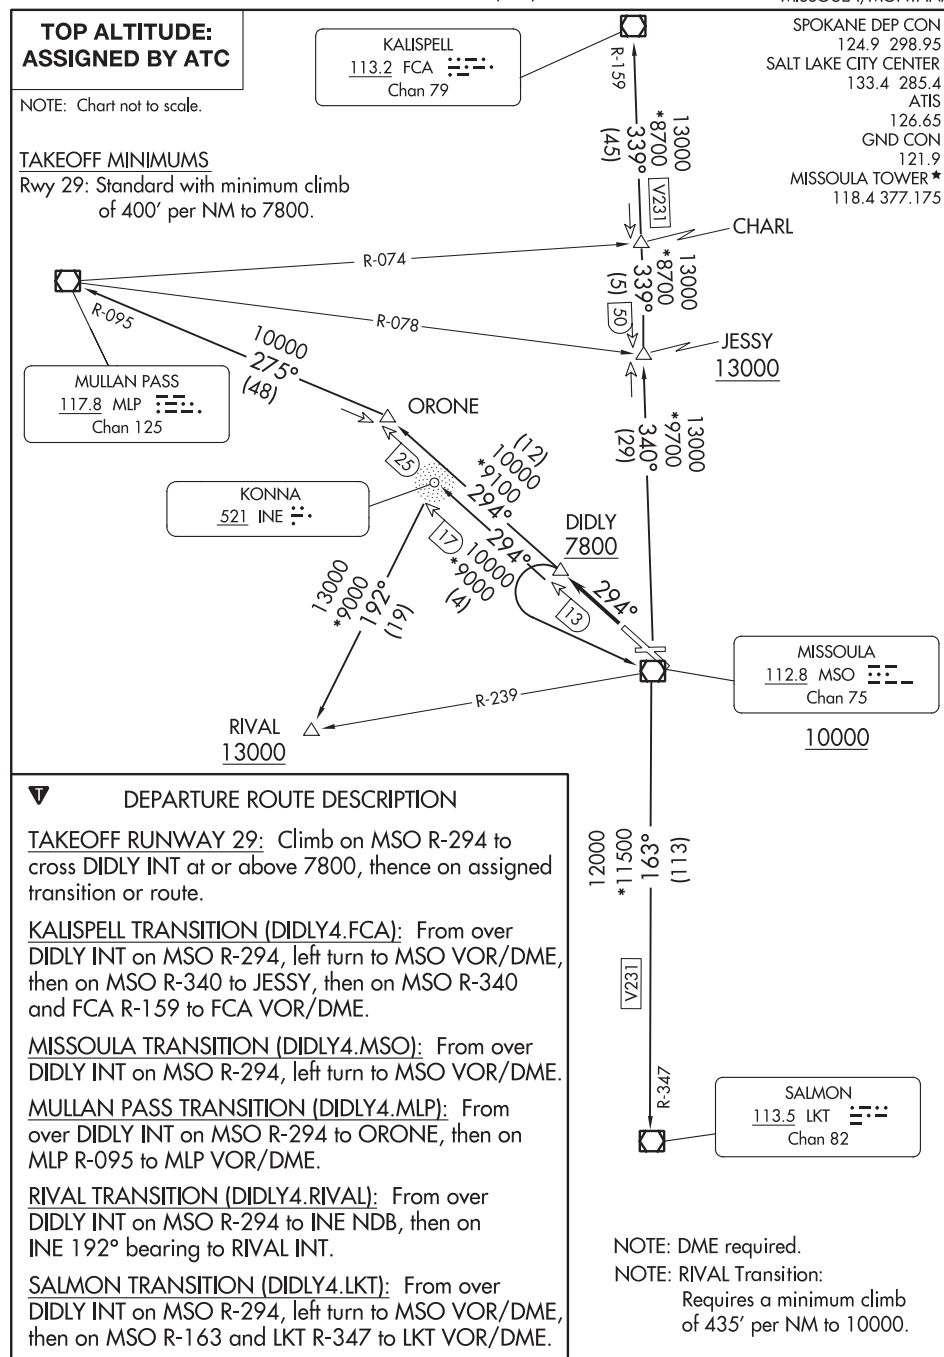 TOP ALTITUDE:
ASSIGNED BY ATC
NOTE: Chart not to scale.
TAKEOFF MINIMUMS
Rwy 29: Standard with minimum climb
of 400' per NM to 7800.
KALISPELL
113.2 FCA
Chan 79
R-159
SPOKANE DEP CON
124.9 298.95
SALT LAKE CITY CENTER
133.4 285.4
ATIS
126.65
GND CON
121.9
MISSOULA TOWER★
118.4 377.175
13000
*8700
339°
(45)
V231
CHARL
R-074
13000
*8700
339°
(5)
50
R-078
JESSY
13000
R-095
10000
275°
(48)
MULLAN PASS
117.8 MLP
Chan 125
ORONE
25
13000
*9700
340°
(29)
(12)
10000
*9100
294°
KONNA
521 INE
17
294°
10000
*9000
(4)
DIDLY
7800
13
294°
13000
*9000
192°
(19)
MISSOULA
112.8 MSO
Chan 75
10000
R-239
RIVAL
13000
12000
*11500
163°
(113)
V231
R-347
SALMON
113.5 LKT
Chan 82
T
DEPARTURE ROUTE DESCRIPTION
TAKEOFF RUNWAY 29: Climb on MSO R-294 to
cross DIDLY INT at or above 7800, thence on assigned
transition or route.
KALISPELL TRANSITION (DIDLY4.FCA): From over
DIDLY INT on MSO R-294, left turn to MSO VOR/DME,
then on MSO R-340 to JESSY, then on MSO R-340
and FCA R-159 to FCA VOR/DME.
MISSOULA TRANSITION (DIDLY4.MSO): From over
DIDLY INT on MSO R-294, left turn to MSO VOR/DME.
MULLAN PASS TRANSITION (DIDLY4.MLP): From
over DIDLY INT on MSO R-294 to ORONE, then on
MLP R-095 to MLP VOR/DME.
RIVAL TRANSITION (DIDLY4.RIVAL): From over
DIDLY INT on MSO R-294 to INE NDB, then on
INE 192° bearing to RIVAL INT.
SALMON TRANSITION (DIDLY4.LKT): From over
DIDLY INT on MSO R-294, left turn to MSO VOR/DME,
then on MSO R-163 and LKT R-347 to LKT VOR/DME.
NOTE: DME required.
NOTE: RIVAL Transition:
Requires a minimum climb
of 435' per NM to 10000.